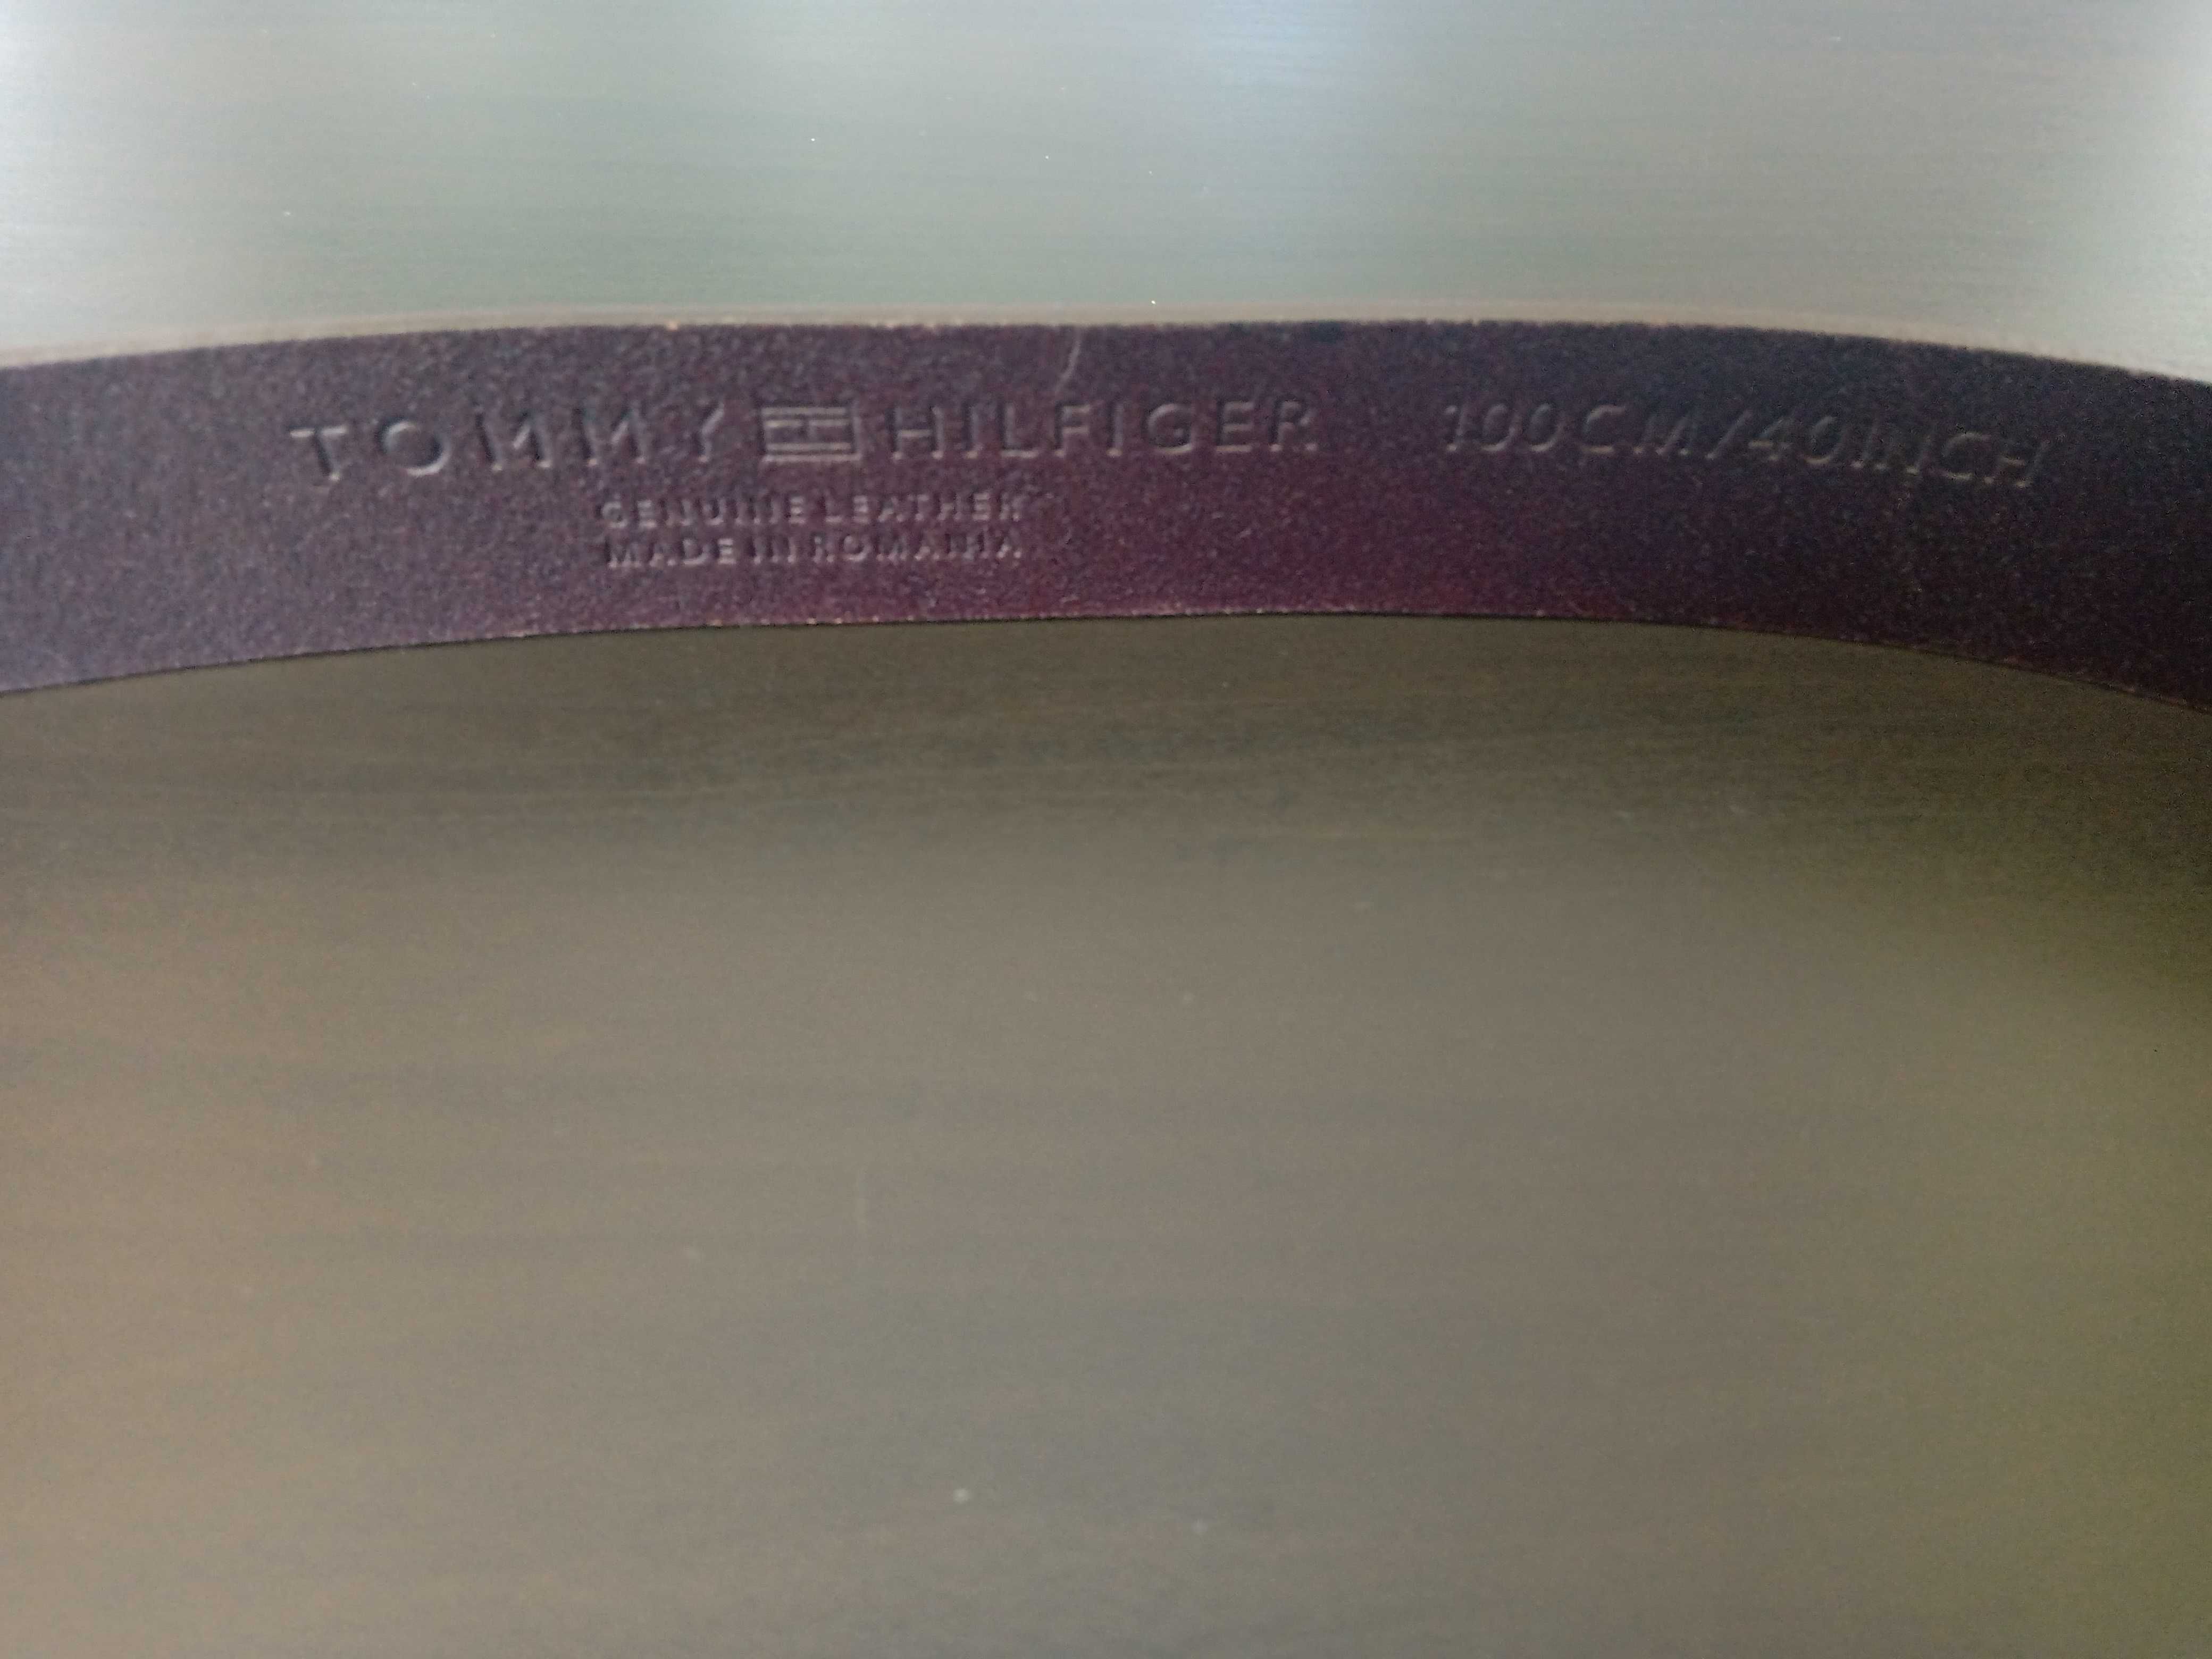 TOMMY HILFIGER 100CM/40INCH
GENUINE LEATHER
MADE IN ROMANIA